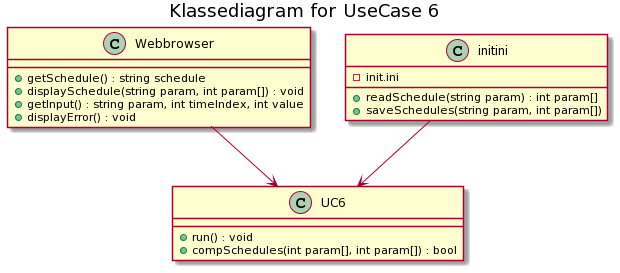 Klassediagram for UseCase 6
C Webbrowser
getSchedule() : string schedule
displaySchedule(string param, int param[]) : void
getInput() : string param, int timeIndex, int value
displayError() : void
C initini
init.ini
readSchedule(string param) : int param[]
saveSchedules(string param, int param[])
C UC6
run() : void
compSchedules(int param[], int param[]) : bool